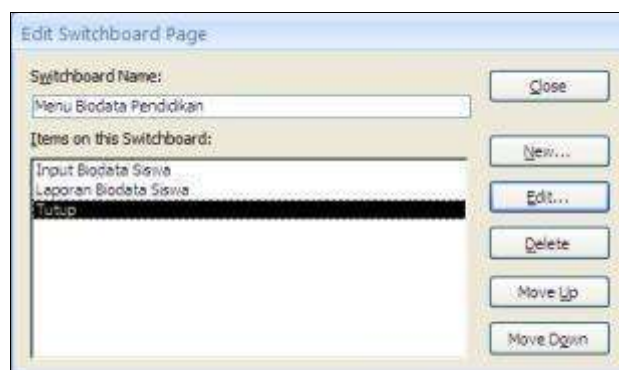 Edit Switchboard Page
Switchboard Name:
Menu Biodata Pendidikan
Items on this Switchboard:
Input Biodata Siswa
Laporan Biodata Siswa
Tutup
Close
New...
Edit...
Delete
Move Up
Move Down